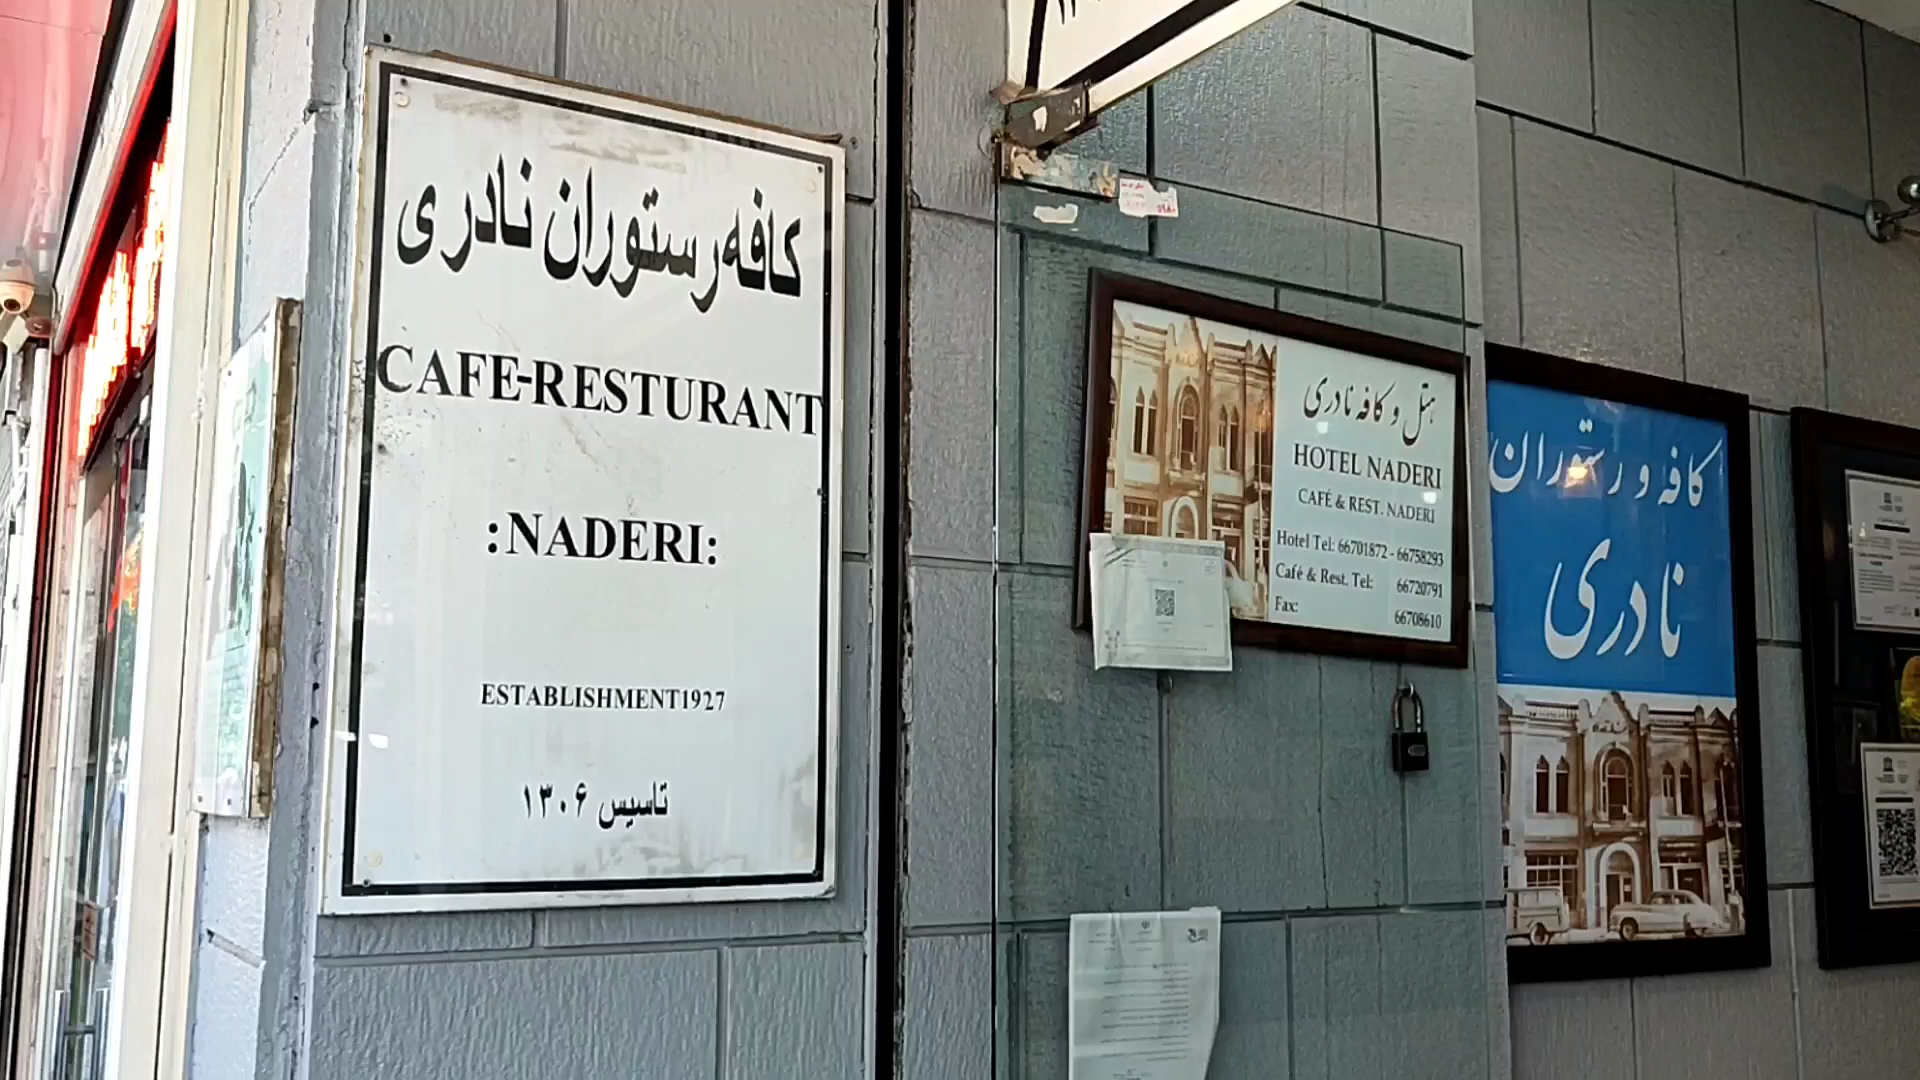 کافه رستوران نادری
CAFE-RESTURANT
:NADERI:
ESTABLISHMENT1927
تاسیس ۱۳۰۶
هتل و کافه نادری
HOTEL NADERI
CAFÉ & REST. NADERI
Hotel Tel: 66701872 - 66758293
Café & Rest. Tel: 66720791
Fax: 66708610
کافه و رستوران
نادری